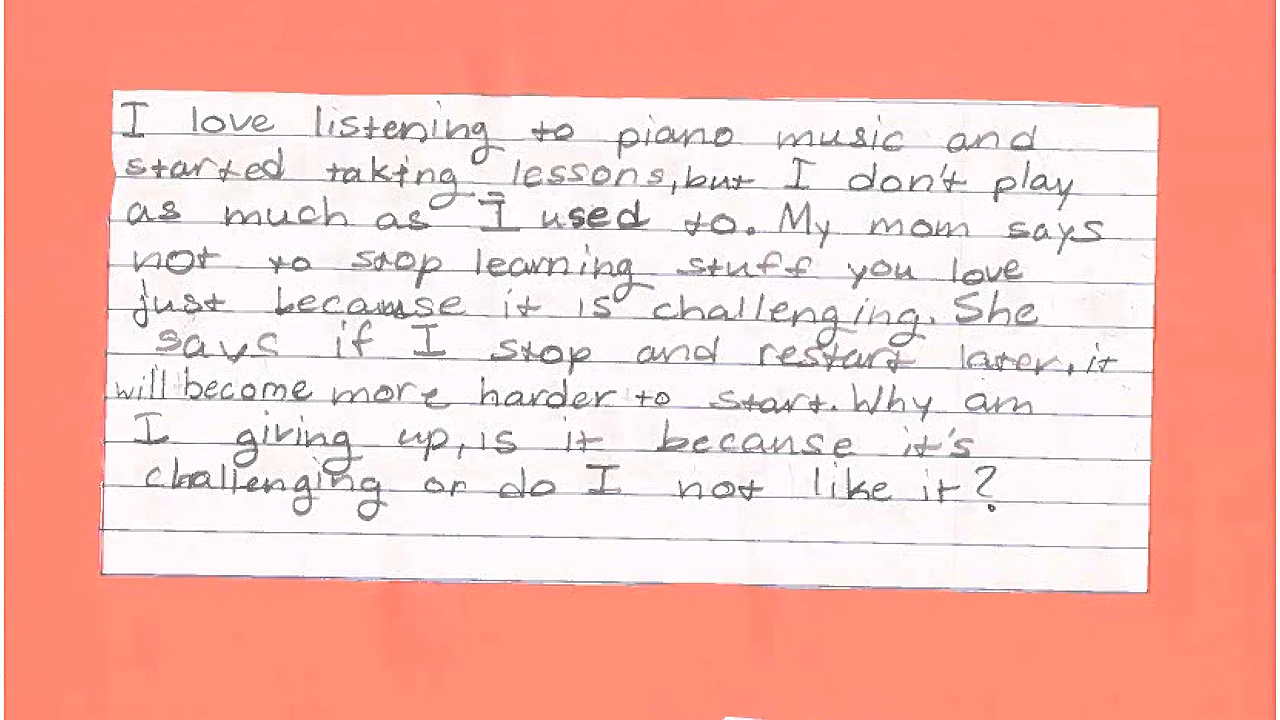 I love listening to piano music and
started taking lessons, but I don't play
as much as I used to. My mom says
not to stop learning stuff you love
just because it is challenging. She
says if I stop and restart later, it
will become more harder to start. Why am
I giving up, is it because it's
challenging or do I not like it?